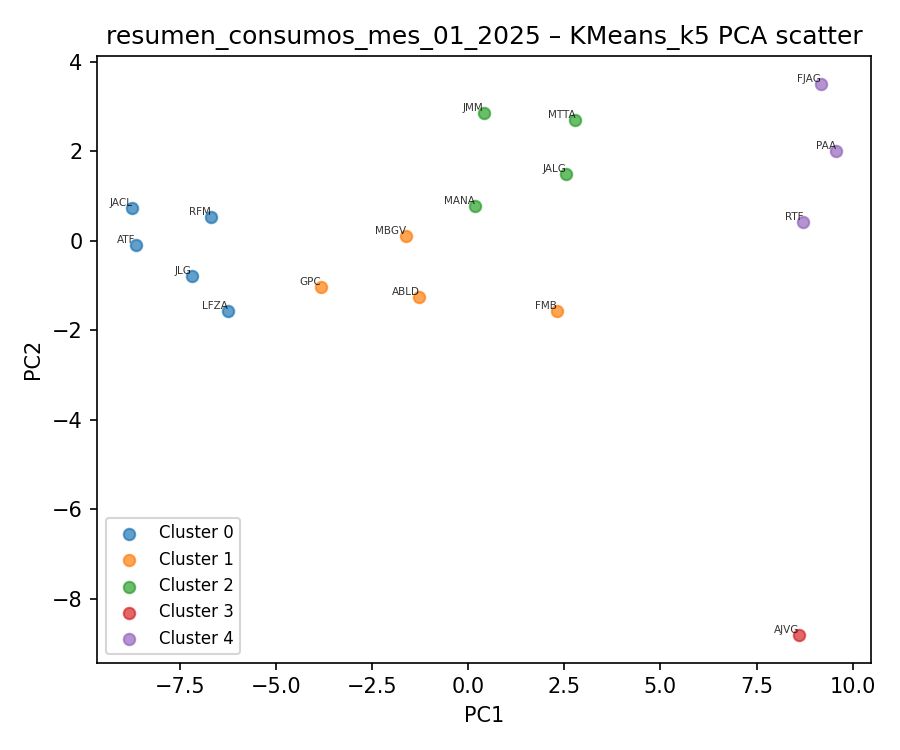 resumen_consumos_mes_01_2025 – KMeans_k5 PCA scatter
4
FJAG
JMM
MTTA
2
PAA
JALG
JACL
MANA
RFM
RTF
0
ATF
MBGV
JLG
GPC
LFZA
ABLD
FMB
−2
PC2
−4
−6
Cluster 0
Cluster 1
Cluster 2
−8
Cluster 3
Cluster 4
AJVG
−7.5 −5.0 −2.5 0.0 2.5 5.0 7.5 10.0
PC1